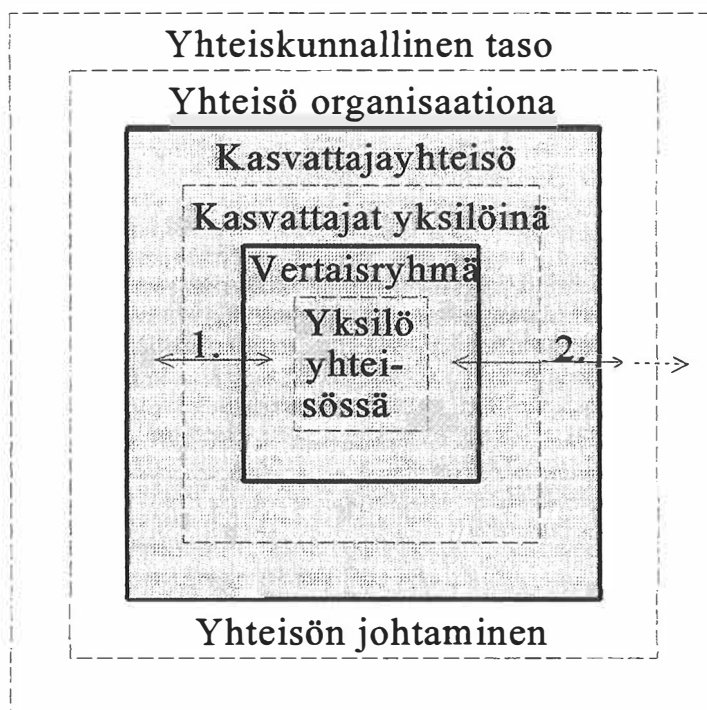 Yhteiskunnallinen taso
Yhteisö organisaationa
Kasvattajayhteisö
Kasvattajat yksilöinä
Vertaisryhmä
Yksilö
yhtei-
sössä
1.
2.
Yhteisön johtaminen